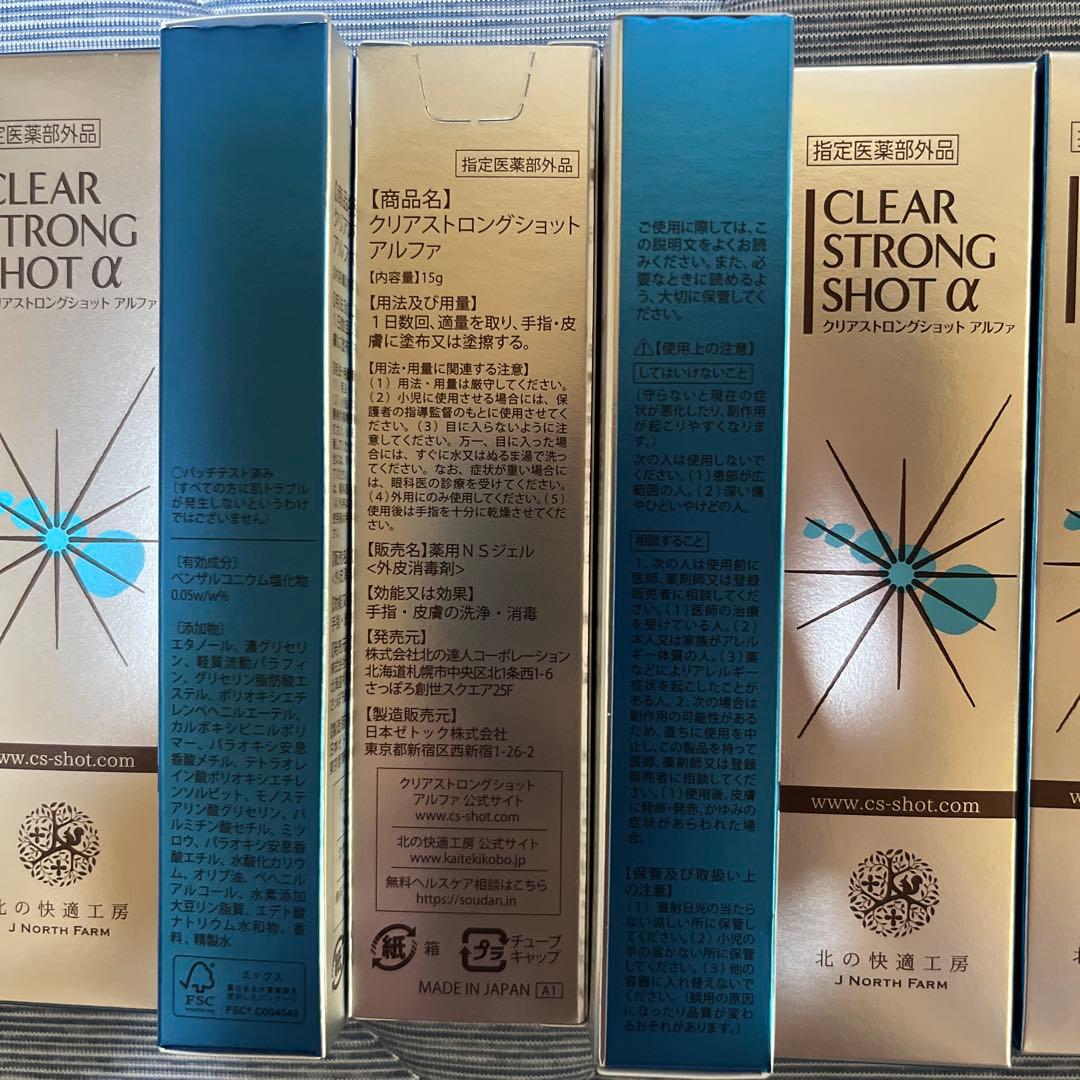 定医薬部外品
CLEAR
STRONG
SHOT α
クリアストロングショット アルファ
www.cs-shot.com
北の快適工房
J NORTH FARM
○パッチテスト済み
(すべての方に肌トラブル
が発生しないというわけ
ではございません)
[有効成分]
ベンザルコニウム塩化物
0.05w/w%
[添加物]
エタノール、濃グリセリ
ン、軽質流動パラフィ
ン、グリセリン脂肪酸エ
ステル、ポリオキシエチ
レンベヘニルエーテル、
カルボキシビニルポリ
マー、パラオキシ安息
香酸メチル、テトラオレ
イン酸ポリオキシエチレ
ンソルビット、モノステ
アリン酸グリセリン、パ
ルミチン酸セチル、ミツ
ロウ、パラオキシ安息香
酸エチル、水酸化カリウ
ム、オリブ油、ベヘニル
アルコール、水素添加
大豆リン脂質、エデト酸
ナトリウム水和物、香
料、精製水
FSC
ミックス
責任ある木質資源を
使用したパッケージ
FSC® C004049
指定医薬部外品
【商品名】
クリアストロングショット
アルファ
【内容量】15g
【用法及び用量】
1日数回、適量を取り、手指・皮
膚に塗布又は塗擦する。
【用法・用量に関連する注意】
(1)用法・用量は厳守してください。
(2)小児に使用させる場合には、保
護者の指導監督のもとに使用させてく
ださい。(3)目に入らないように注
意してください。万一、目に入った場
合には、すぐに水又はぬるま湯で洗っ
てください。なお、症状が重い場合に
は、眼科医の診療を受けてください。
(4)外用にのみ使用してください。(5)
使用後は手指を十分に乾燥させてくだ
さい。
【販売名】薬用NSジェル
<外皮消毒剤>
【効能又は効果】
手指・皮膚の洗浄・消毒
【発売元】
株式会社北の達人コーポレーション
北海道札幌市中央区北1条西1-6
さっぽろ創世スクエア25F
【製造販売元】
日本ゼトック株式会社
東京都新宿区西新宿1-26-2
クリアストロングショット
アルファ 公式サイト
www.cs-shot.com
北の快適工房 公式サイト
www.kaitekikobo.jp
無料ヘルスケア相談はこちら
https://soudan.in
紙 箱 プラ チューブ
キャップ
MADE IN JAPAN A1
ご使用に際しては、こ
の説明文をよくお読
みください。また、必
要なときに読めるよ
う、大切に保管してく
ださい。
⚠【使用上の注意】
してはいけないこと
(守らないと現在の症
状が悪化したり、副作用
が起こりやすくなりま
す。)
次の人は使用しないで
ください。(1)患部が広
範囲の人。(2)深い傷
やひどいやけどの人。
相談すること
1.次の人は使用前に
医師、薬剤師又は登録
販売者に相談してくだ
さい。(1)医師の治療
を受けている人。(2)
本人又は家族がアレル
ギー体質の人。(3)薬
などによりアレルギー
症状を起こしたことが
ある人。2.次の場合は
副作用の可能性がある
ため、直ちに使用を中
止し、この製品を持って
医師、薬剤師又は登録
販売者に相談してくだ
さい。(1)使用後、皮膚
に発疹・発赤、かゆみの
症状があらわれた場
合。
【保管及び取扱い上
の注意】
(1)直射日光の当たら
ない涼しい所に保管し
てください。(2)小児の
手の届かない所に保管
してください。(3)他の
容器に入れ替えないで
ください。(誤用の原因
になったり品質が変わ
るおそれがあります。)
指定医薬部外品
CLEAR
STRONG
SHOT α
クリアストロングショット アルファ
www.cs-shot.com
北の快適工房
J NORTH FARM